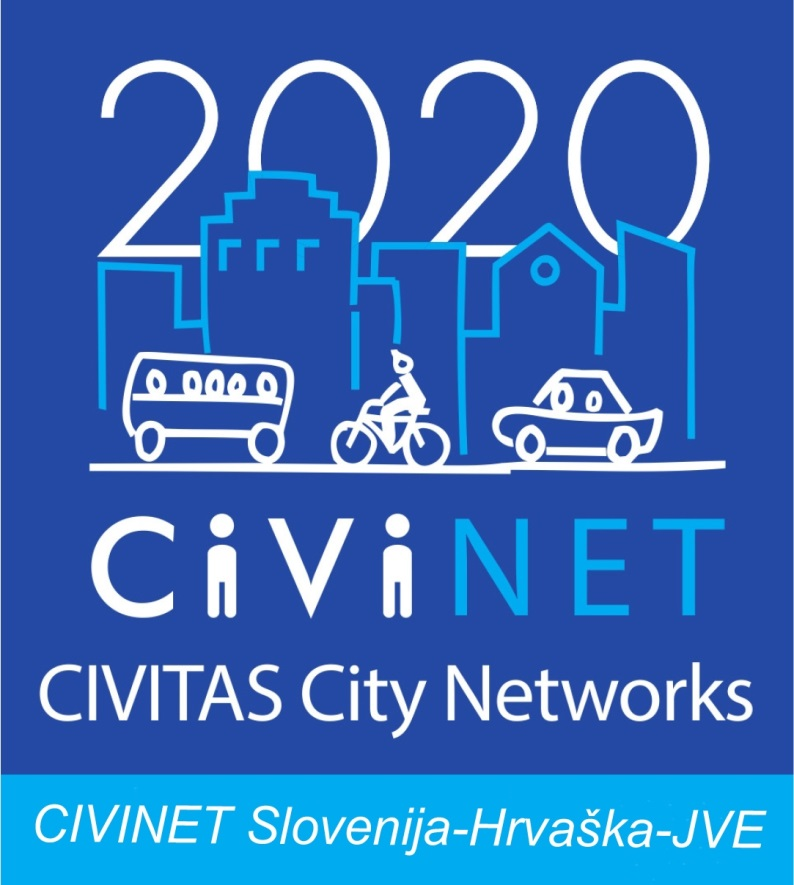 2020
CiViNET
CIVITAS City Networks
CIVINET Slovenija-Hrvaška-JVE